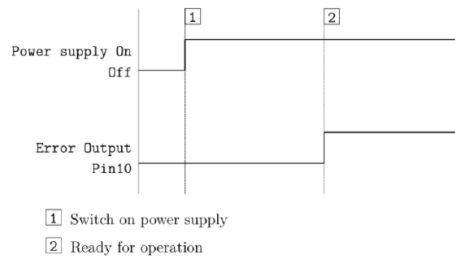 1 2
Power supply On
Off
Error Output
Pin10
1 Switch on power supply
2 Ready for operation